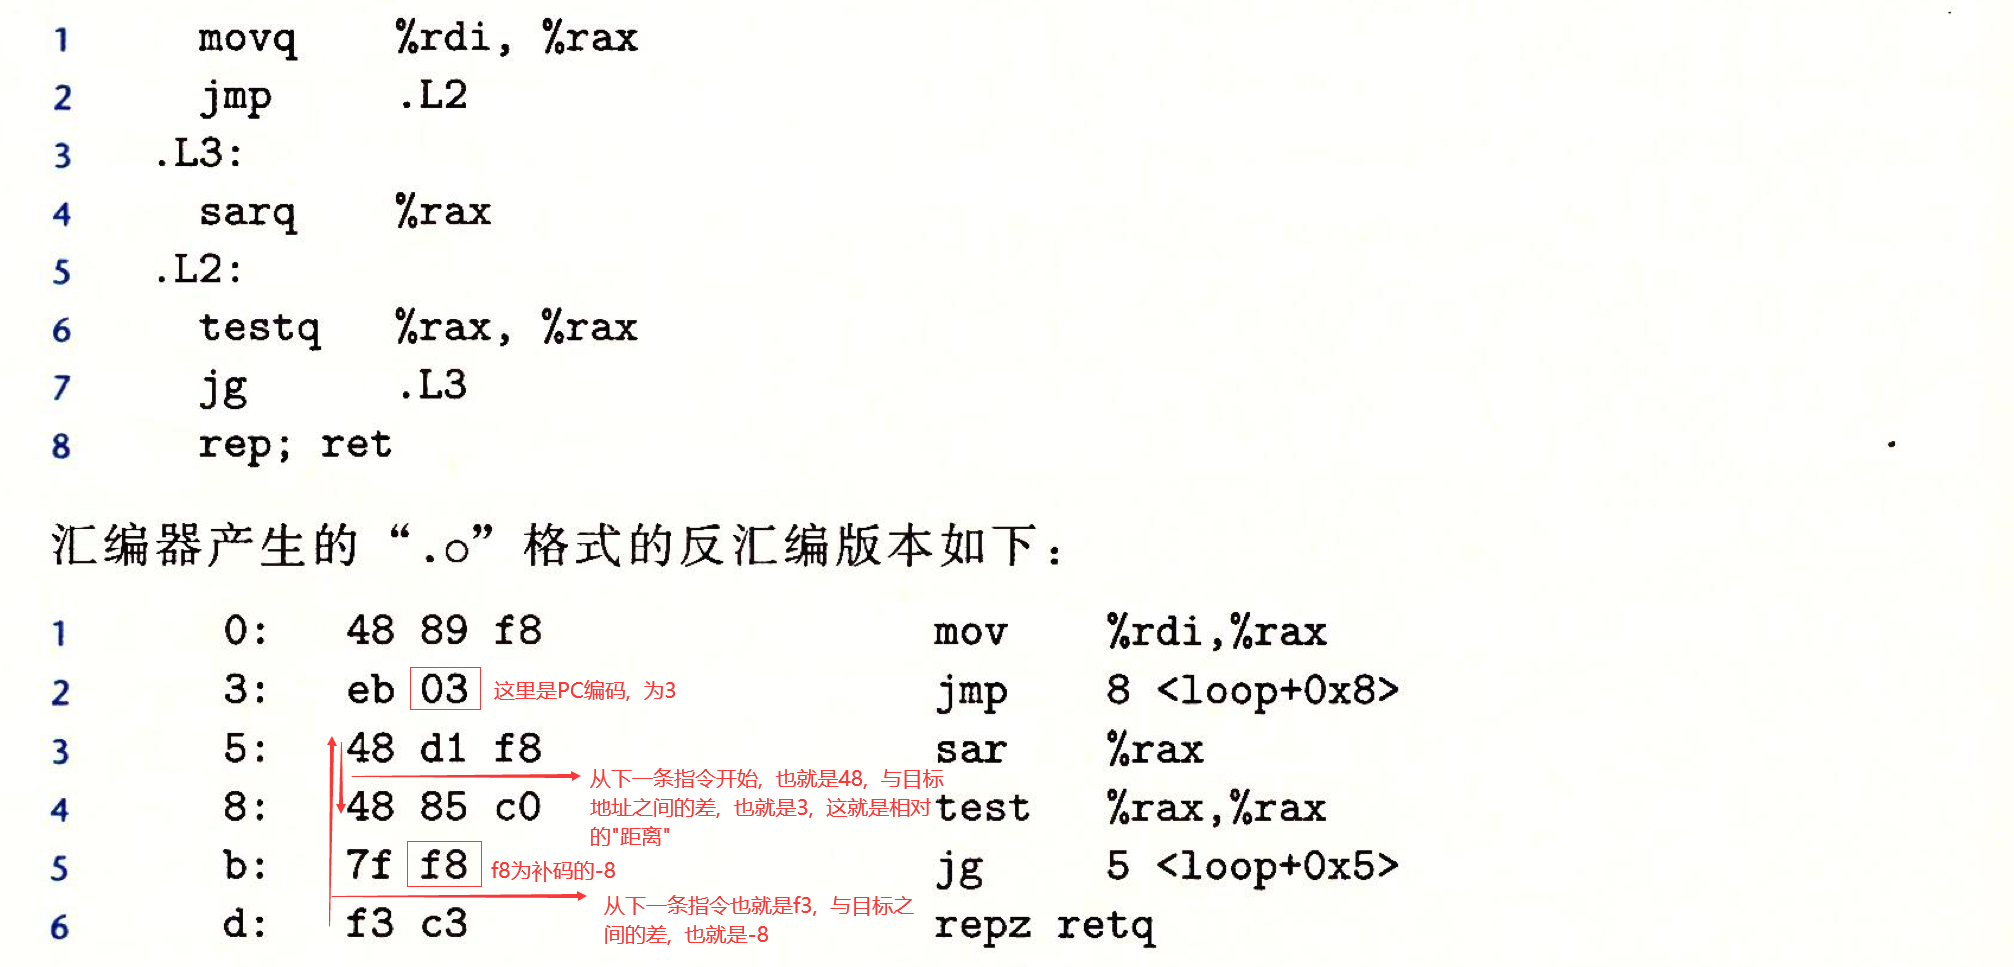 1 movq %rdi, %rax
2 jmp .L2
3 .L3:
4 sarq %rax
5 .L2:
6 testq %rax, %rax
7 jg .L3
8 rep; ret
汇编器产生的“.o”格式的反汇编版本如下：
1 0: 48 89 f8 mov %rdi,%rax
2 3: eb 03 这里是PC编码，为3 jmp 8 <loop+0x8>
3 5: 48 d1 f8 sar %rax
从下一条指令开始，也就是48，与目标
地址之间的差，也就是3，这就是相对
的"距离"
4 8: 48 85 c0 test %rax,%rax
5 b: 7f f8 f8为补码的-8 jg 5 <loop+0x5>
从下一条指令也就是f3，与目标之
间的差，也就是-8
6 d: f3 c3 repz retq